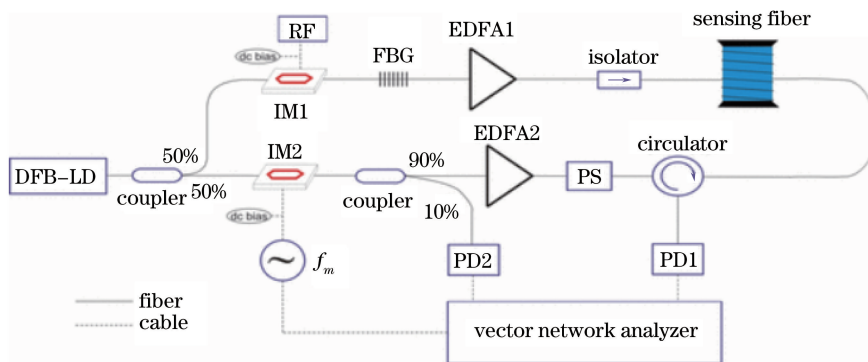 sensing fiber
RF
EDFA1
dc bias
FBG
isolator
IM1
EDFA2
circulator
50%
IM2
90%
DFB-LD
PS
coupler
50%
coupler
10%
dc bias
f_m
PD2
PD1
fiber
cable
vector network analyzer